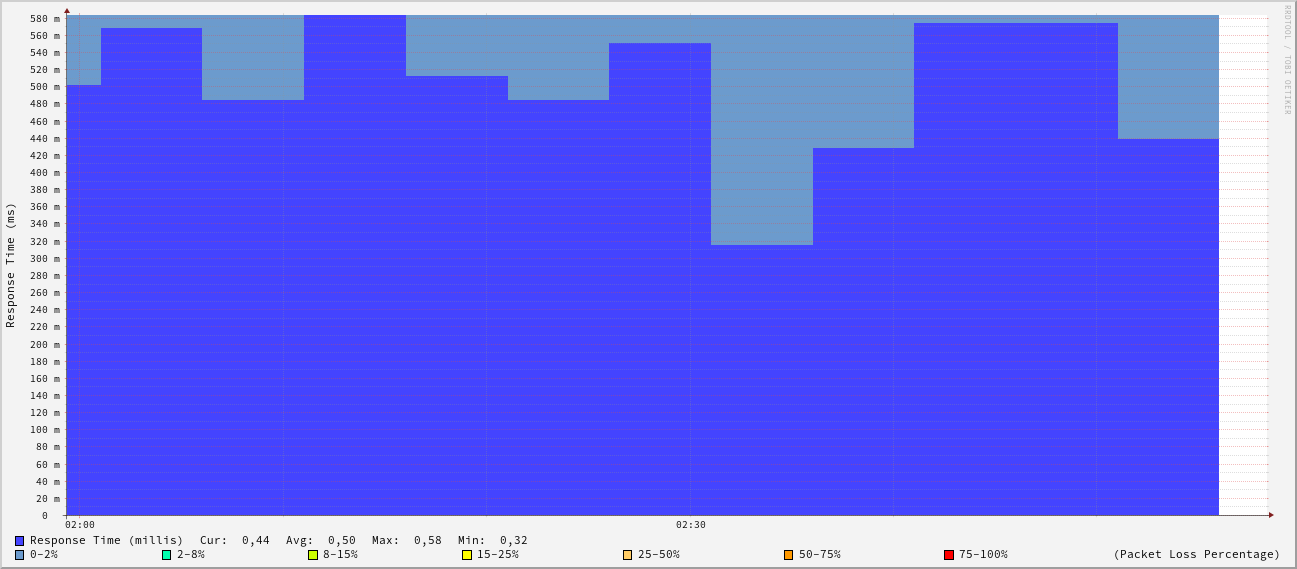 RRDTOOL / TOBI OETIKER
Response Time (ms)
580 m
560 m
540 m
520 m
500 m
480 m
460 m
440 m
420 m
400 m
380 m
360 m
340 m
320 m
300 m
280 m
260 m
240 m
220 m
200 m
180 m
160 m
140 m
120 m
100 m
80 m
60 m
40 m
20 m
0
02:00 02:30
Response Time (millis) Cur: 0,44 Avg: 0,50 Max: 0,58 Min: 0,32
0-2% 2-8% 8-15% 15-25% 25-50% 50-75% 75-100% (Packet Loss Percentage)